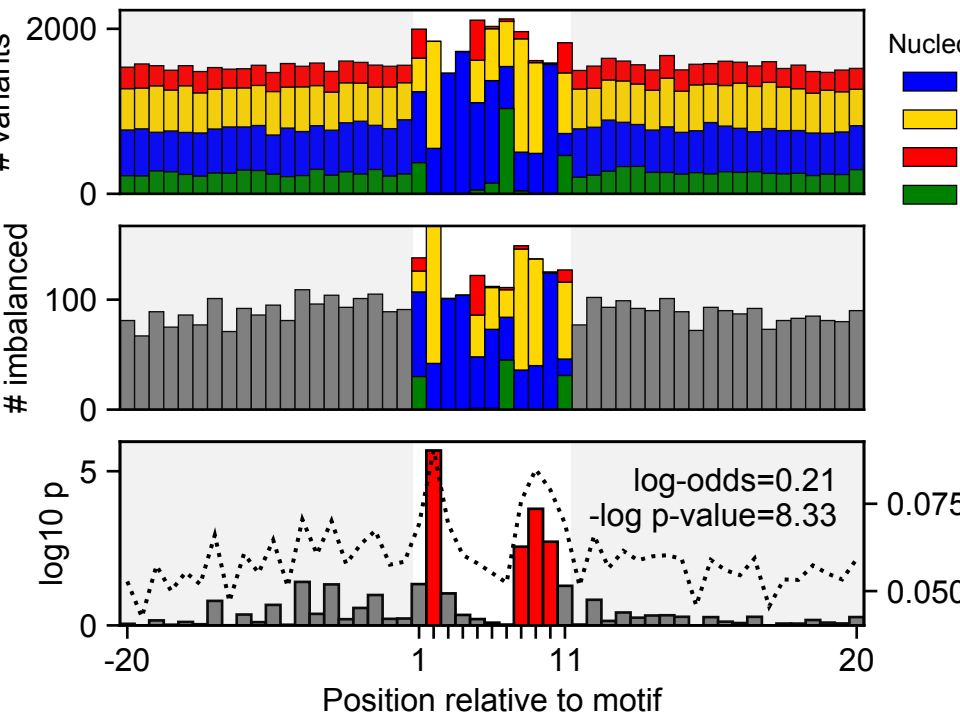 2000
0
# variants
Nucleo
100
0
# imbalanced
5
0
log10 p
log-odds=0.21
-log p-value=8.33
0.075
0.050
-20
1
11
20
Position relative to motif